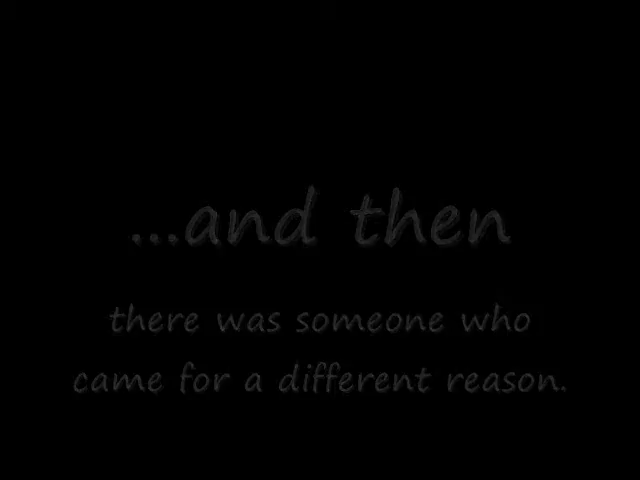 ...and then
there was someone who
came for a different reason.